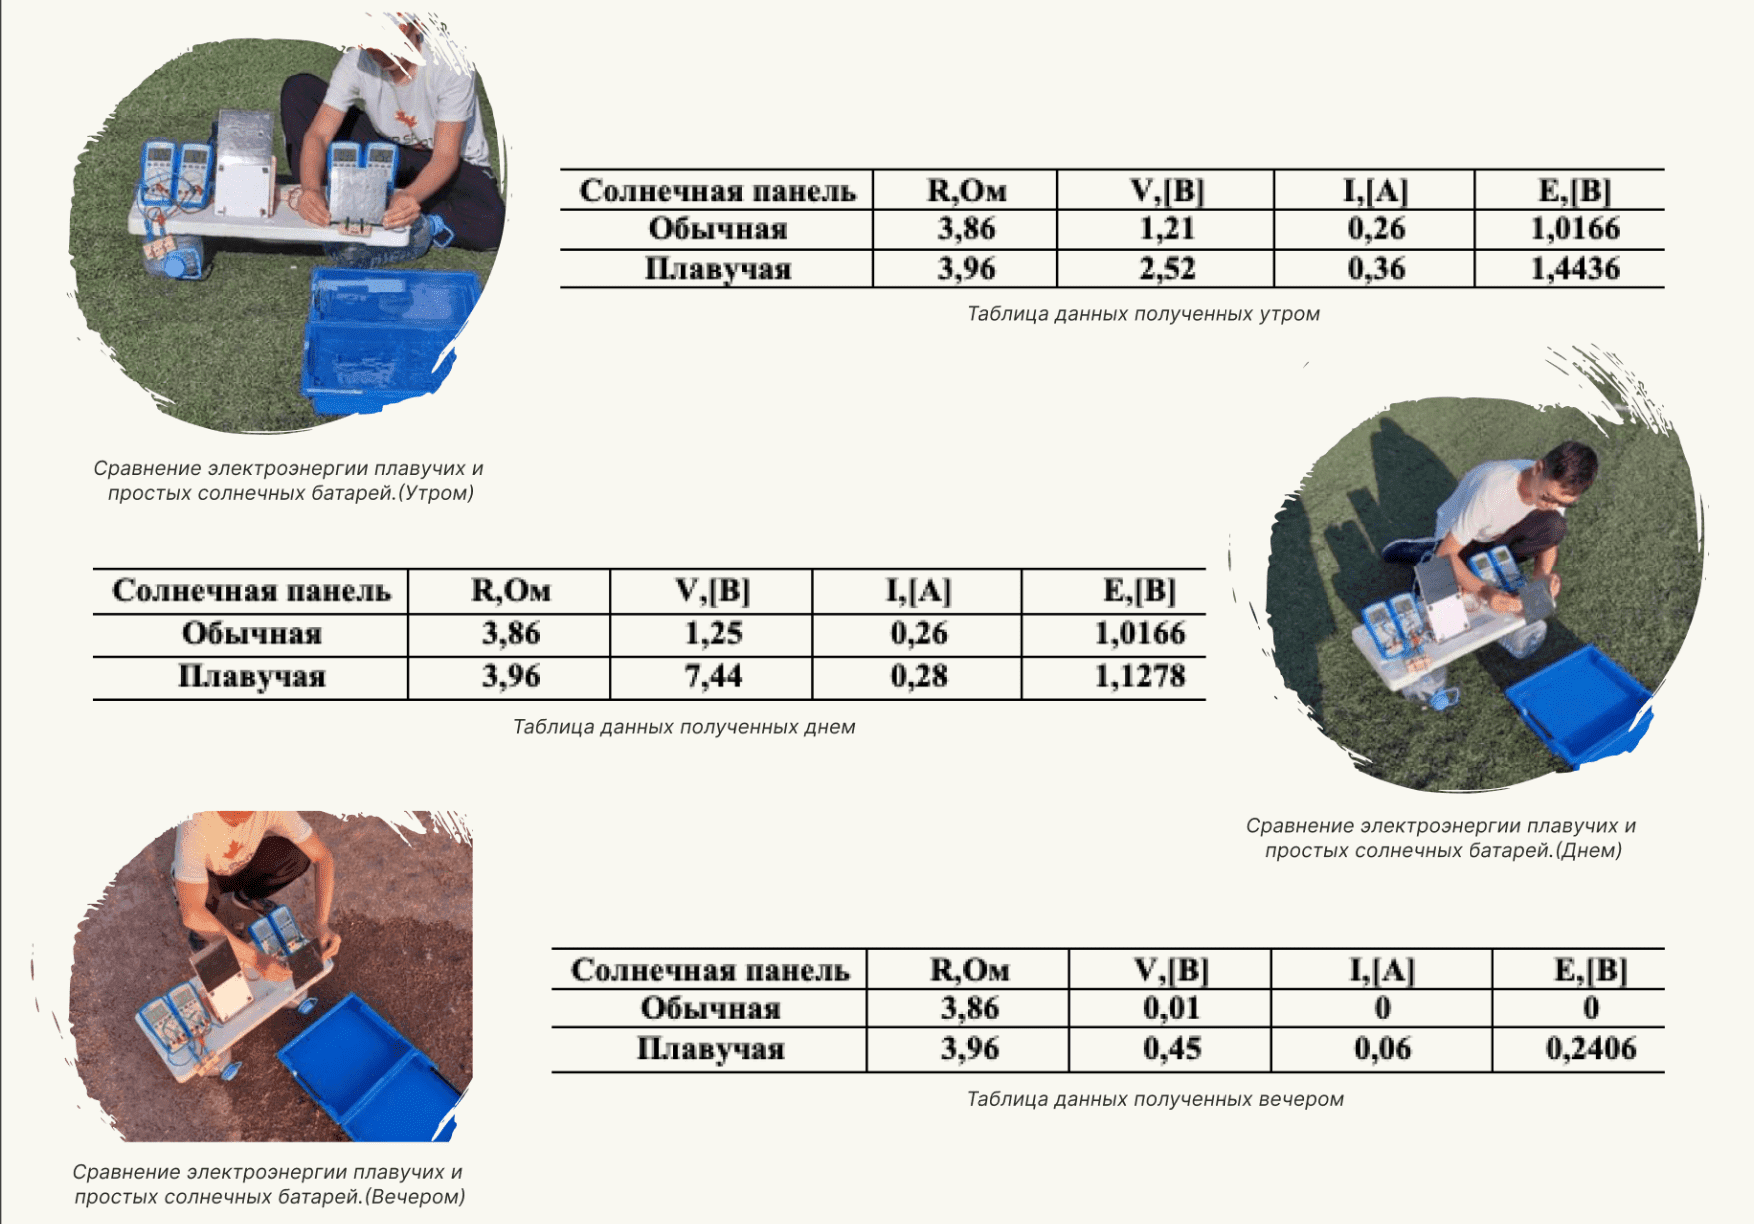 Солнечная панель R,Ом V,[В] I,[А] E,[В]
Обычная 3,86 1,21 0,26 1,0166
Плавучая 3,96 2,52 0,36 1,4436
Таблица данных полученных утром
Сравнение электроэнергии плавучих и
простых солнечных батарей.(Утром)
Солнечная панель R,Ом V,[В] I,[А] E,[В]
Обычная 3,86 1,25 0,26 1,0166
Плавучая 3,96 7,44 0,28 1,1278
Таблица данных полученных днем
Сравнение электроэнергии плавучих и
простых солнечных батарей.(Днем)
Солнечная панель R,Ом V,[В] I,[А] E,[В]
Обычная 3,86 0,01 0 0
Плавучая 3,96 0,45 0,06 0,2406
Таблица данных полученных вечером
Сравнение электроэнергии плавучих и
простых солнечных батарей.(Вечером)